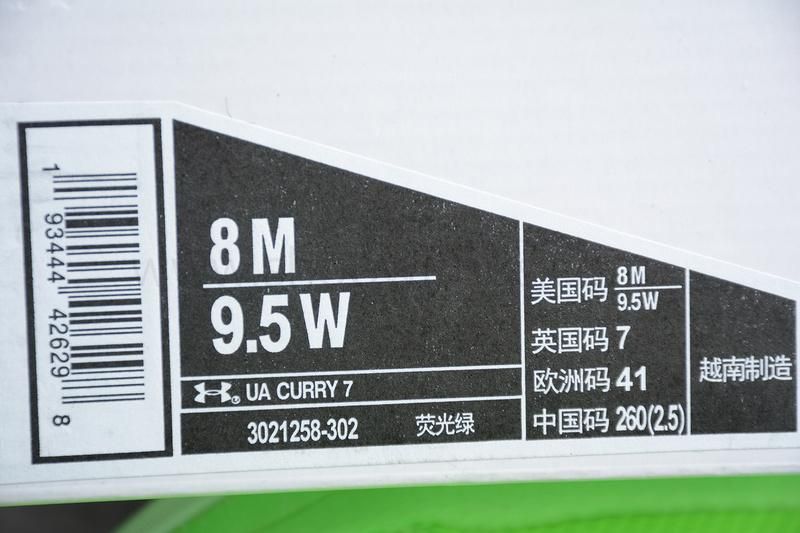 1 93444 42629 8
8 M
9.5 W
UA CURRY 7
3021258-302 荧光绿
美国码 8 M
9.5W
英国码 7
欧洲码 41
中国码 260(2.5)
越南制造